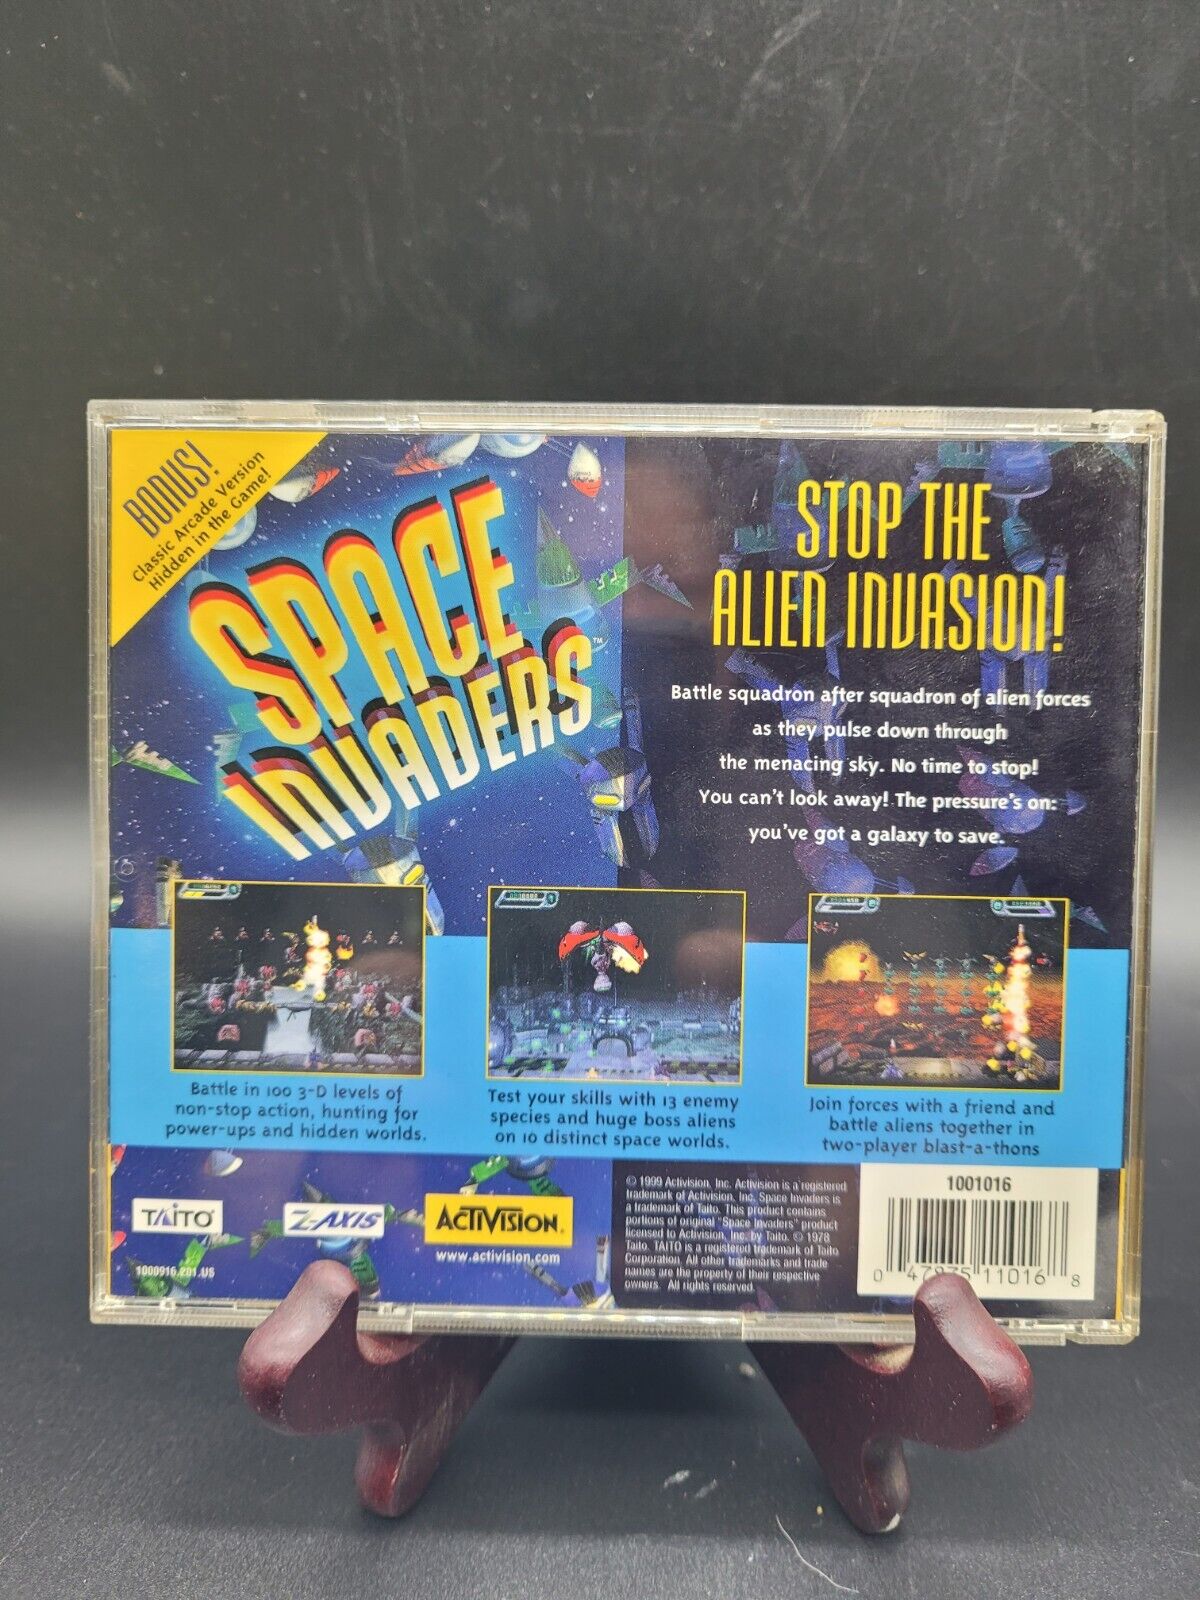 BONUS!
Classic Arcade Version
Hidden in the Game!
SPACE
INVADERS™
STOP THE
ALIEN INVASION!
Battle squadron after squadron of alien forces
as they pulse down through
the menacing sky. No time to stop!
You can't look away! The pressure's on:
you've got a galaxy to save.
Battle in 100 3-D levels of
non-stop action, hunting for
power-ups and hidden worlds.
Test your skills with 13 enemy
species and huge boss aliens
on 10 distinct space worlds.
Join forces with a friend and
battle aliens together in
two-player blast-a-thons
TAITO
Z-AXIS
ACTIVISION.
www.activision.com
1000916.201.US
© 1999 Activision, Inc. Activision is a registered
trademark of Activision, Inc. Space Invaders is
a trademark of Taito. This product contains
portions of original "Space Invaders" product
licensed to Activision, Inc. by Taito. © 1978
Taito. TAITO is a registered trademark of Taito
Corporation. All other trademarks and trade
names are the property of their respective
owners. All rights reserved.
1001016
0 47875 11016 8